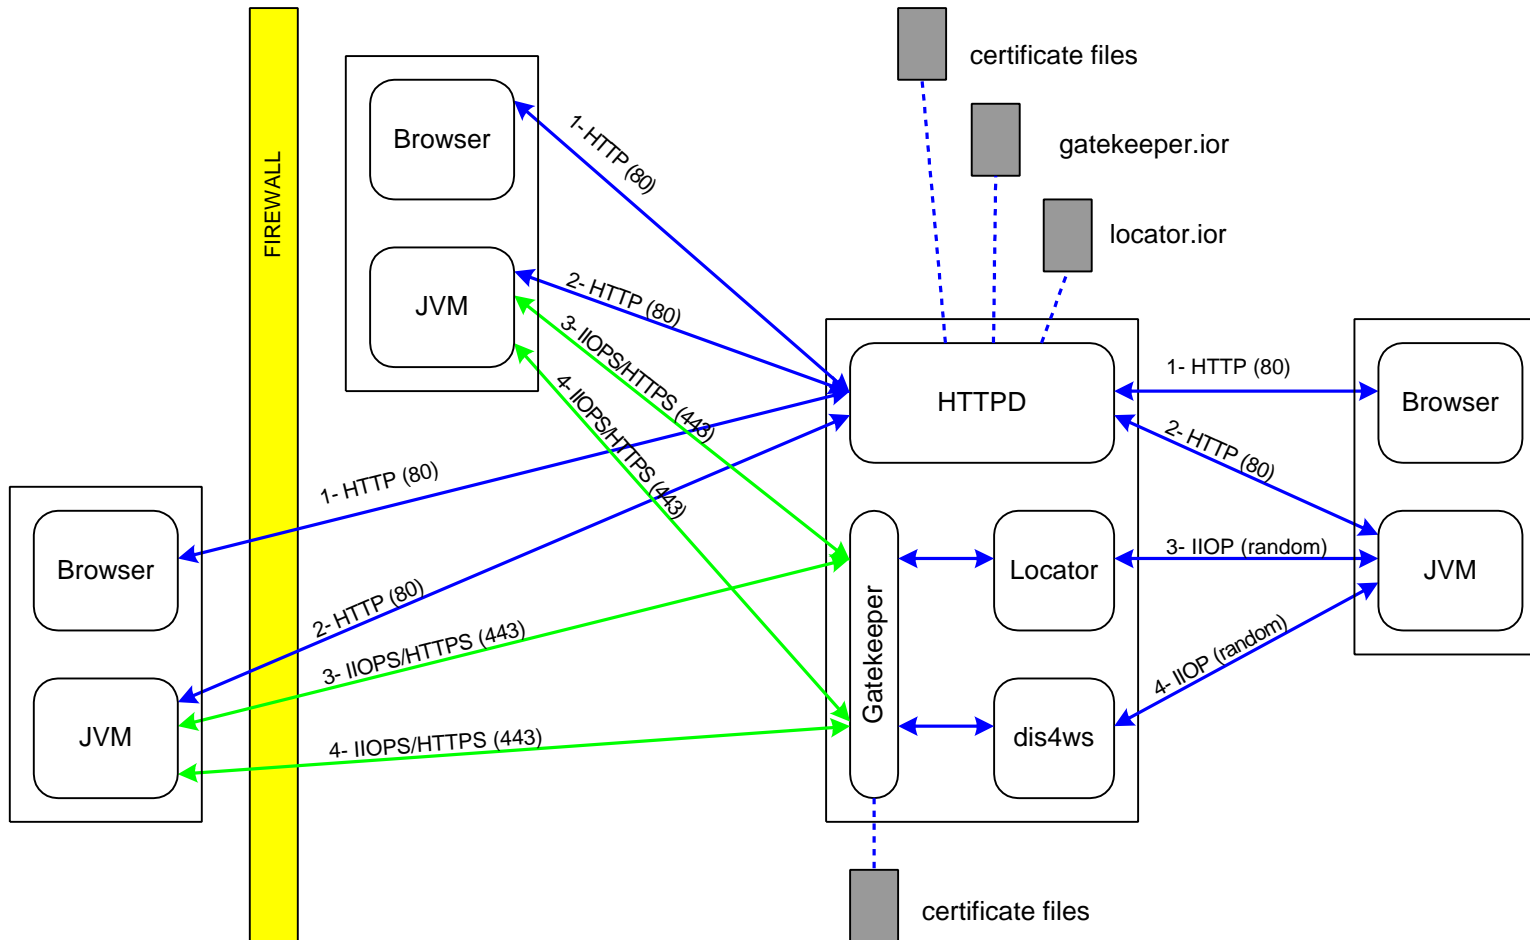 certificate files
gatekeeper.ior
locator.ior
FIREWALL
Browser
JVM
1- HTTP (80)
2- HTTP (80)
3- IIOPS/HTTPS (443)
4- IIOPS/HTTPS (443)
HTTPD
1- HTTP (80)
2- HTTP (80)
3- IIOP (random)
4- IIOP (random)
Browser
JVM
Gatekeeper
Locator
dis4ws
Browser
JVM
1- HTTP (80)
2- HTTP (80)
3- IIOPS/HTTPS (443)
4- IIOPS/HTTPS (443)
certificate files